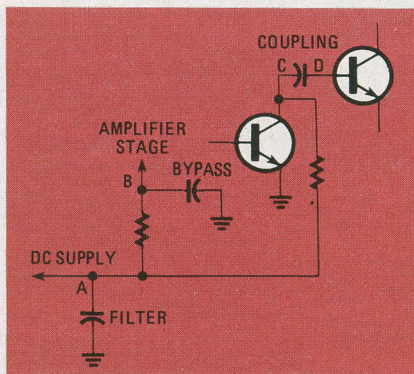 COUPLING
C D
AMPLIFIER
STAGE
B
BYPASS
DC SUPPLY
A
FILTER